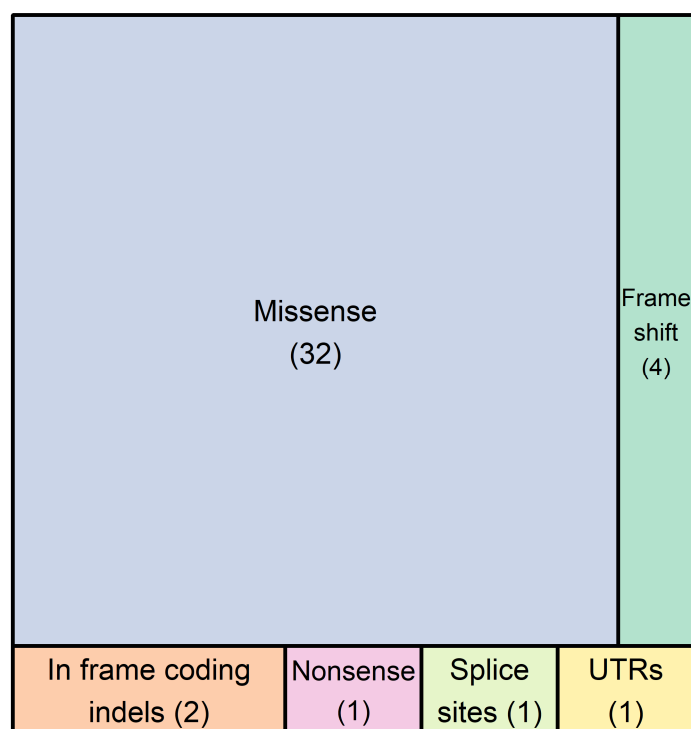 Missense
(32)
Frame
shift
(4)
In frame coding
indels (2)
Nonsense
(1)
Splice
sites (1)
UTRs
(1)